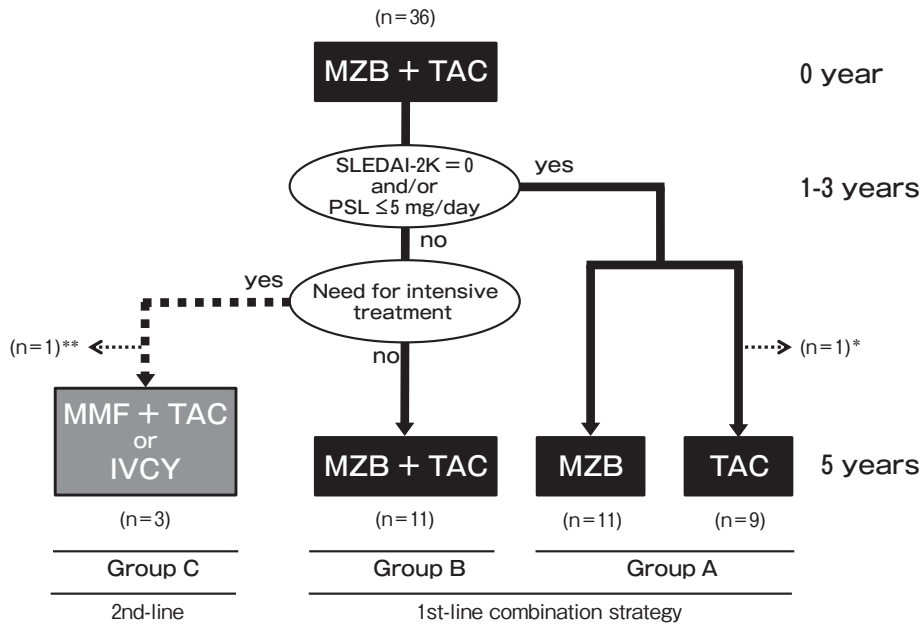 (n=36)
MZB + TAC
0 year
SLEDAI-2K = 0
and/or
PSL ≤5 mg/day
yes
1-3 years
no
yes
Need for intensive
treatment
no
(n=1)**
(n=1)*
MMF + TAC
or
IVCY
MZB + TAC
MZB
TAC
5 years
(n=3)
(n=11)
(n=11)
(n=9)
Group C
Group B
Group A
2nd-line
1st-line combination strategy